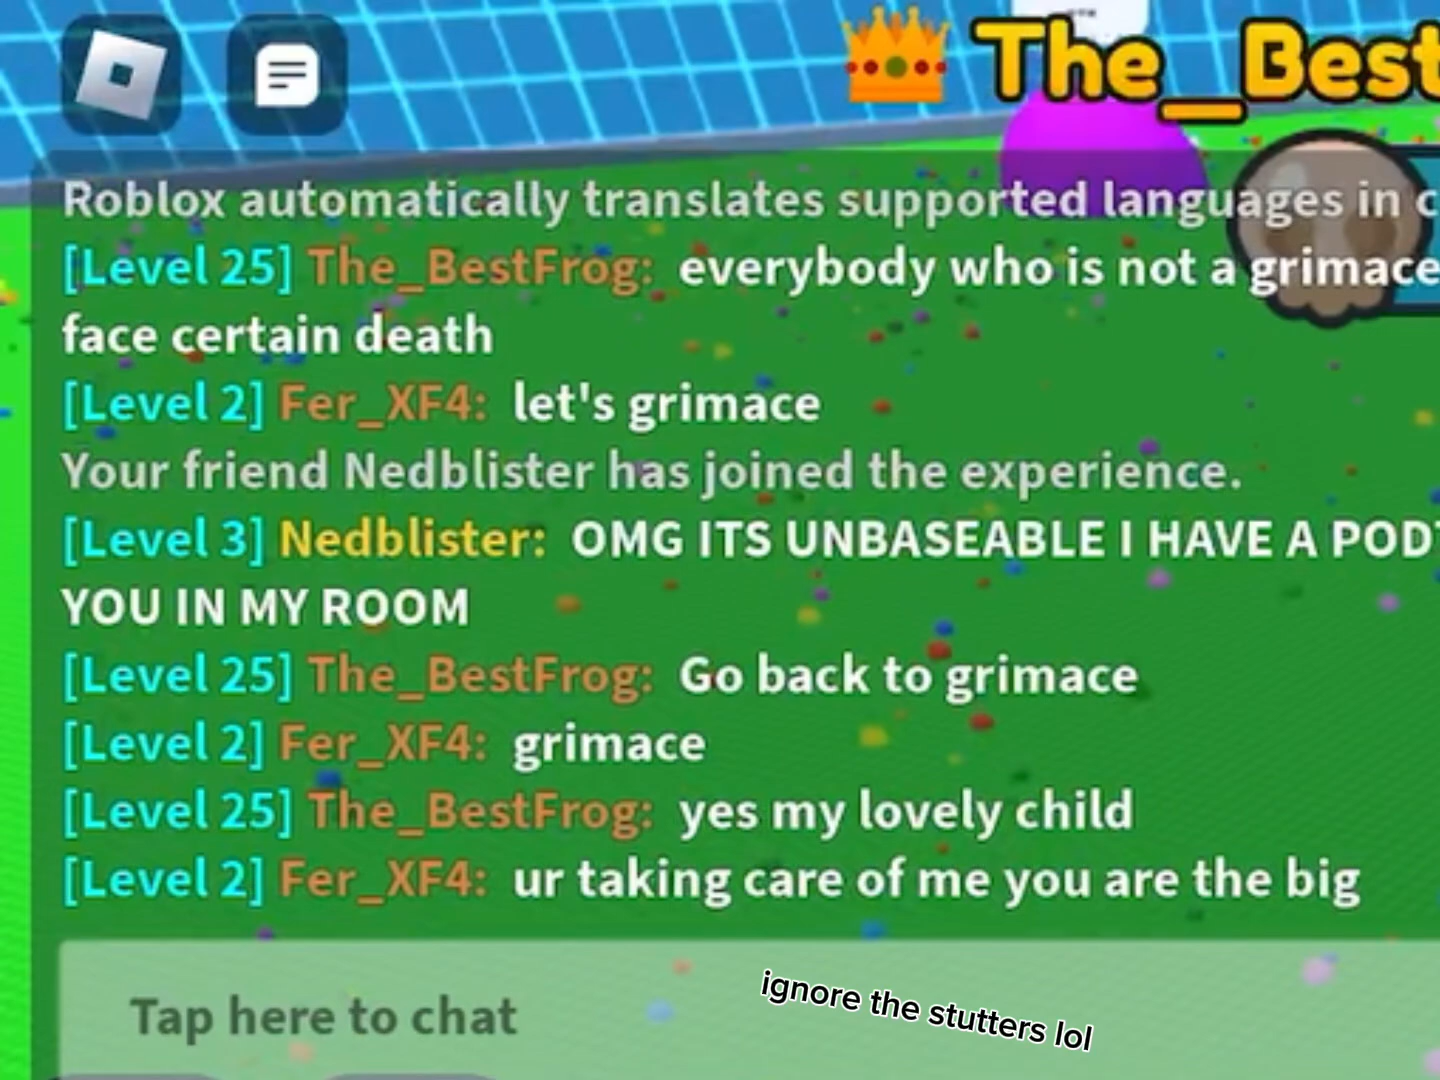 The_Best
Roblox automatically translates supported languages in c
[Level 25] The_BestFrog: everybody who is not a grimace
face certain death
[Level 2] Fer_XF4: let's grimace
Your friend Nedblister has joined the experience.
[Level 3] Nedblister: OMG ITS UNBASEABLE I HAVE A POD
YOU IN MY ROOM
[Level 25] The_BestFrog: Go back to grimace
[Level 2] Fer_XF4: grimace
[Level 25] The_BestFrog: yes my lovely child
[Level 2] Fer_XF4: ur taking care of me you are the big
Tap here to chat
ignore the stutters lol